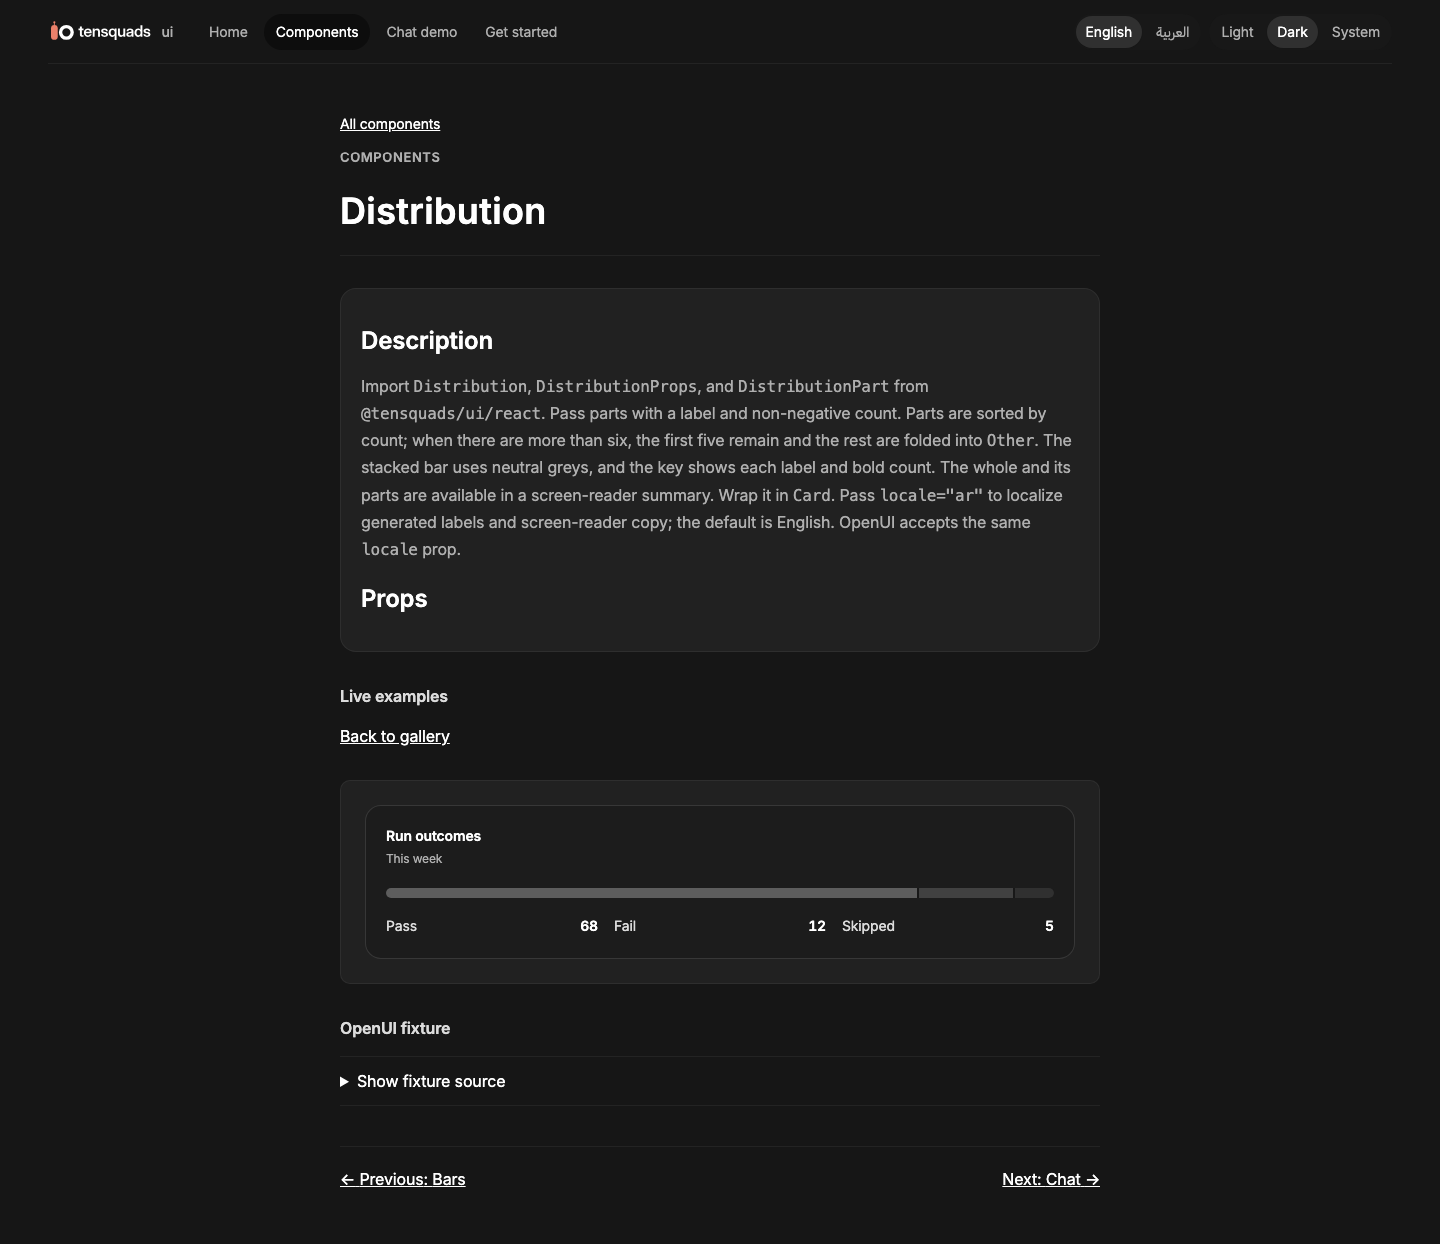 tensquads ui
Home
Components
Chat demo
Get started
English
العربية
Light
Dark
System
All components
COMPONENTS
Distribution
Description
Import Distribution, DistributionProps, and DistributionPart from
@tensquads/ui/react. Pass parts with a label and non-negative count. Parts are sorted by
count; when there are more than six, the first five remain and the rest are folded into Other. The
stacked bar uses neutral greys, and the key shows each label and bold count. The whole and its
parts are available in a screen-reader summary. Wrap it in Card. Pass locale="ar" to localize
generated labels and screen-reader copy; the default is English. OpenUI accepts the same
locale prop.
Props
Live examples
Back to gallery
Run outcomes
This week
Pass 68 Fail 12 Skipped 5
OpenUI fixture
Show fixture source
← Previous: Bars
Next: Chat →